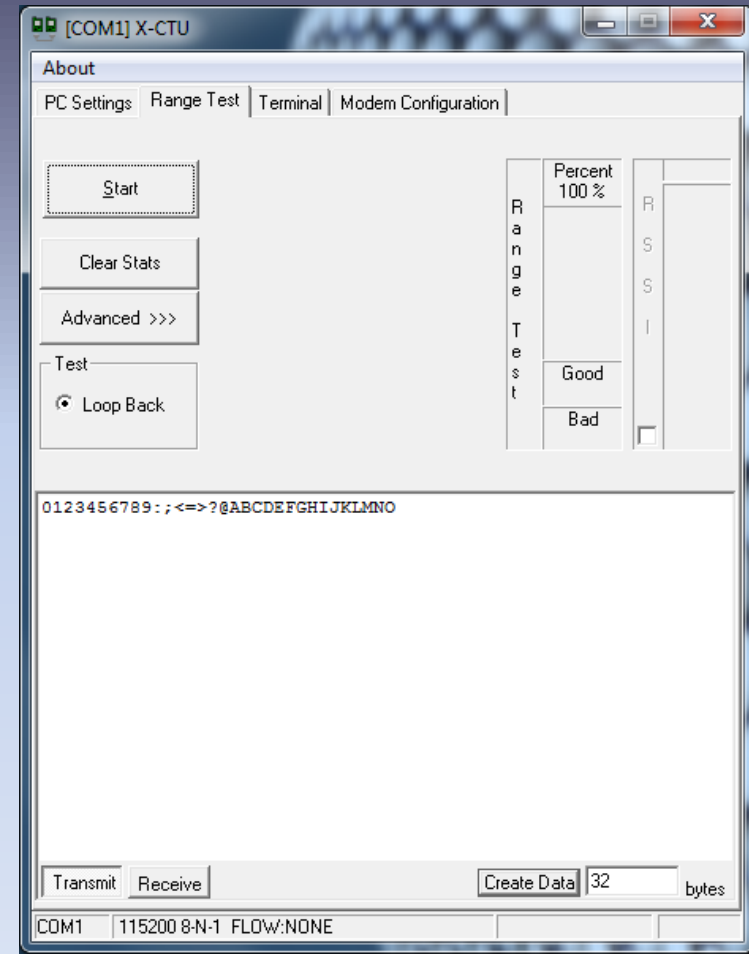 [COM1] X-CTU
About
PC Settings Range Test Terminal Modem Configuration
Start
Clear Stats
Advanced >>>
Test
Loop Back
Range Test
Percent
100 %
Good
Bad
RSSI
0123456789:;<=>?@ABCDEFGHIJKLMNO
Transmit Receive Create Data 32 bytes
COM1 115200 8-N-1 FLOW:NONE